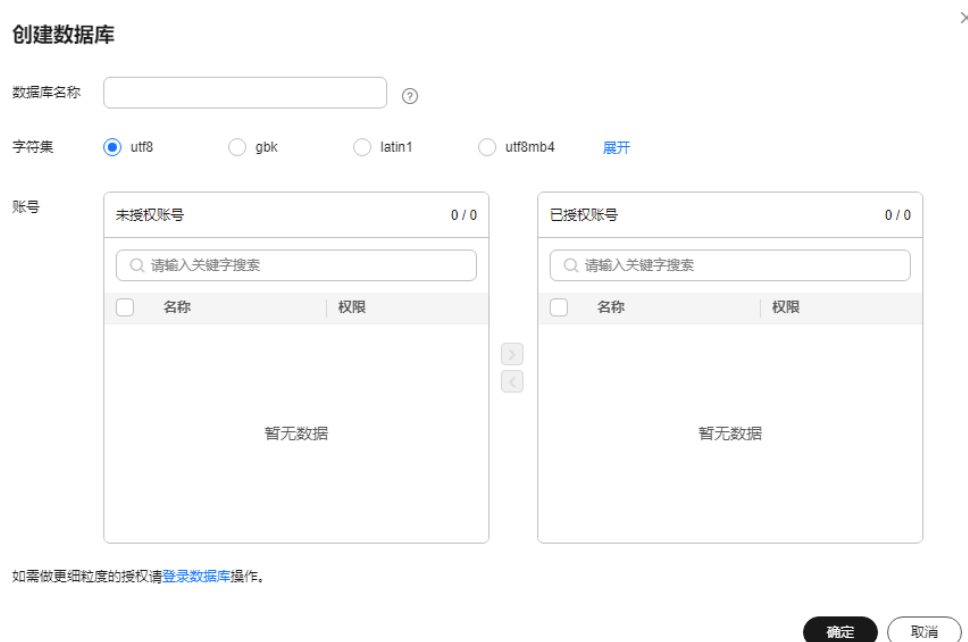 创建数据库
数据库名称
字符集 utf8 gbk latin1 utf8mb4 展开
账号
未授权账号 0 / 0
请输入关键字搜索
名称 权限
暂无数据
已授权账号 0 / 0
请输入关键字搜索
名称 权限
暂无数据
如需做更细粒度的授权请登录数据库操作。
确定 取消